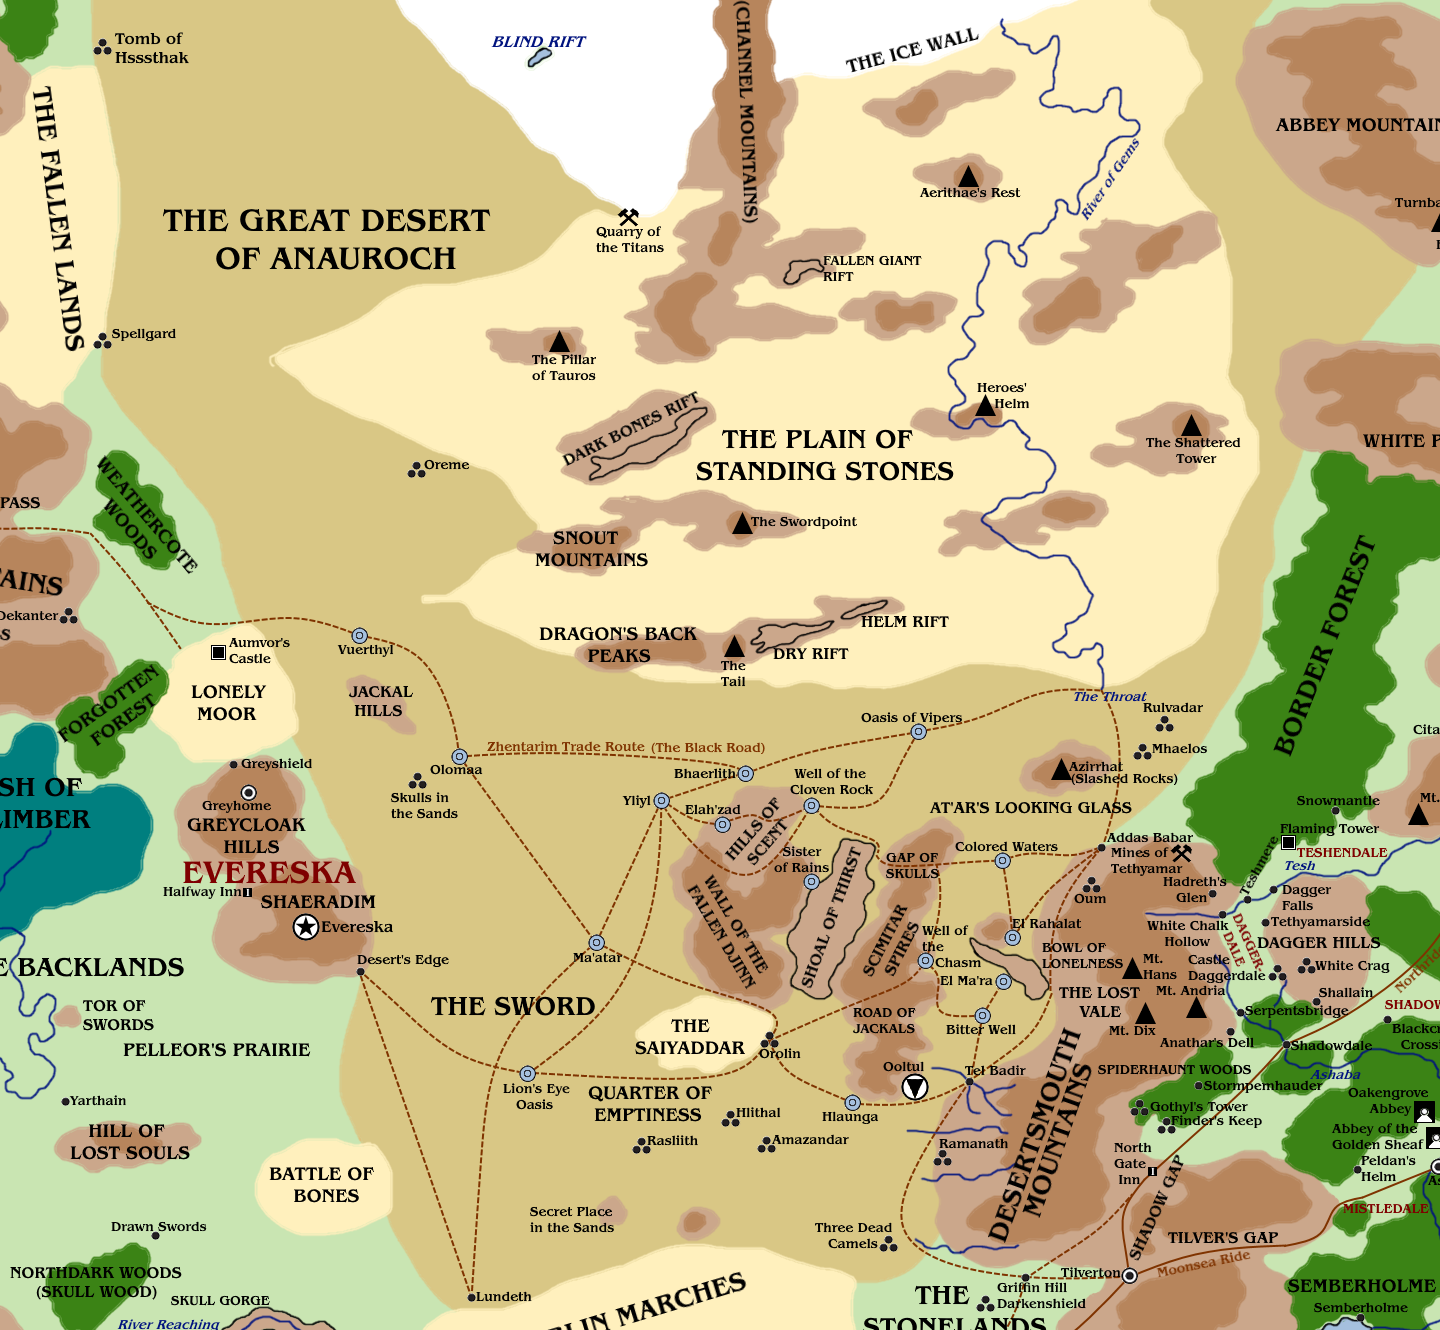 Tomb of
Hsssthak
BLIND RIFT
(CHANNEL MOUNTAINS)
THE ICE WALL
ABBEY MOUNTAIN
THE FALLEN LANDS
River of Gems
Aerithae's Rest
Turnba
THE GREAT DESERT
OF ANAUROCH
Quarry of
the Titans
FALLEN GIANT
RIFT
Spellgard
The Pillar
of Tauros
Heroes'
Helm
DARK BONES RIFT
THE PLAIN OF
STANDING STONES
The Shattered
Tower
WHITE P
Oreme
WEATHERCOTE
WOODS
PASS
The Swordpoint
SNOUT
MOUNTAINS
BORDER FOREST
AINS
Dekanter
S
HELM RIFT
DRAGON'S BACK
PEAKS
DRY RIFT
The
Tail
Aumvor's
Castle
Vuerthyl
LONELY
MOOR
JACKAL
HILLS
FORGOTTEN
FOREST
The Throat
Rulvadar
Oasis of Vipers
Cita
Zhentarim Trade Route (The Black Road)
Mhaelos
Greyshield
Olomaa
Bhaerlith
Well of the
Cloven Rock
Azirrhat
(Slashed Rocks)
SH OF
IMBER
Greyhome
Skulls in
the Sands
Yliyl
Elah'zad
AT'AR'S LOOKING GLASS
Snowmantle
Mt.
GREYCLOAK
HILLS
HILLS OF
SCENT
Flaming Tower
Addas Babar
Mines of
Tethyamar
TESHENDALE
Tesh
Teshmere
EVERESKA
Sister
of Rains
GAP OF
SKULLS
Colored Waters
Halfway Inn
SHAERADIM
Hadreth's
Glen
Dagger
Falls
Oum
Evereska
WALL OF THE
FALLEN DJINN
SHOAL OF THIRST
SCIMITAR
SPIRES
El Rahalat
White Chalk
Hollow
Tethyamarside
DAGGER-
DALE
DAGGER HILLS
Well of
the
Chasm
BOWL OF
LONELNESS
Mt.
Hans
Castle
Daggerdale
White Crag
Northrid
E BACKLANDS
Desert's Edge
Ma'atar
El Ma'ra
THE LOST
VALE
Mt. Andria
Shallain
SHADOW
TOR OF
SWORDS
THE SWORD
Serpentsbridge
ROAD OF
JACKALS
Bitter Well
Mt. Dix
Anathar's Dell
Blackcr
Crossi
THE
SAIYADDAR
PELLEOR'S PRAIRIE
Orolin
Shadowdale
Ooltul
Tel Badir
SPIDERHAUNT WOODS
Ashaba
Lion's Eye
Oasis
QUARTER OF
EMPTINESS
Stormpemhauder
Oakengrove
Abbey
Yarthain
Hlithal
Hlaunga
Gothyl's Tower
Finder's Keep
Abbey of the
Golden Sheaf
HILL OF
LOST SOULS
Rasliith
Amazandar
Ramanath
DESERTSMOUTH
MOUNTAINS
North
Gate
Inn
Peldan's
Helm
As
BATTLE OF
BONES
SHADOW GAP
MISTLEDALE
Secret Place
in the Sands
Drawn Swords
Three Dead
Camels
TILVER'S GAP
Moonsea Ride
NORTHDARK WOODS
(SKULL WOOD)
Tilverton
SKULL GORGE
Lundeth
LIN MARCHES
THE
STONELANDS
Griffin Hill
Darkenshield
SEMBERHOLME
Semberholme
River Reaching